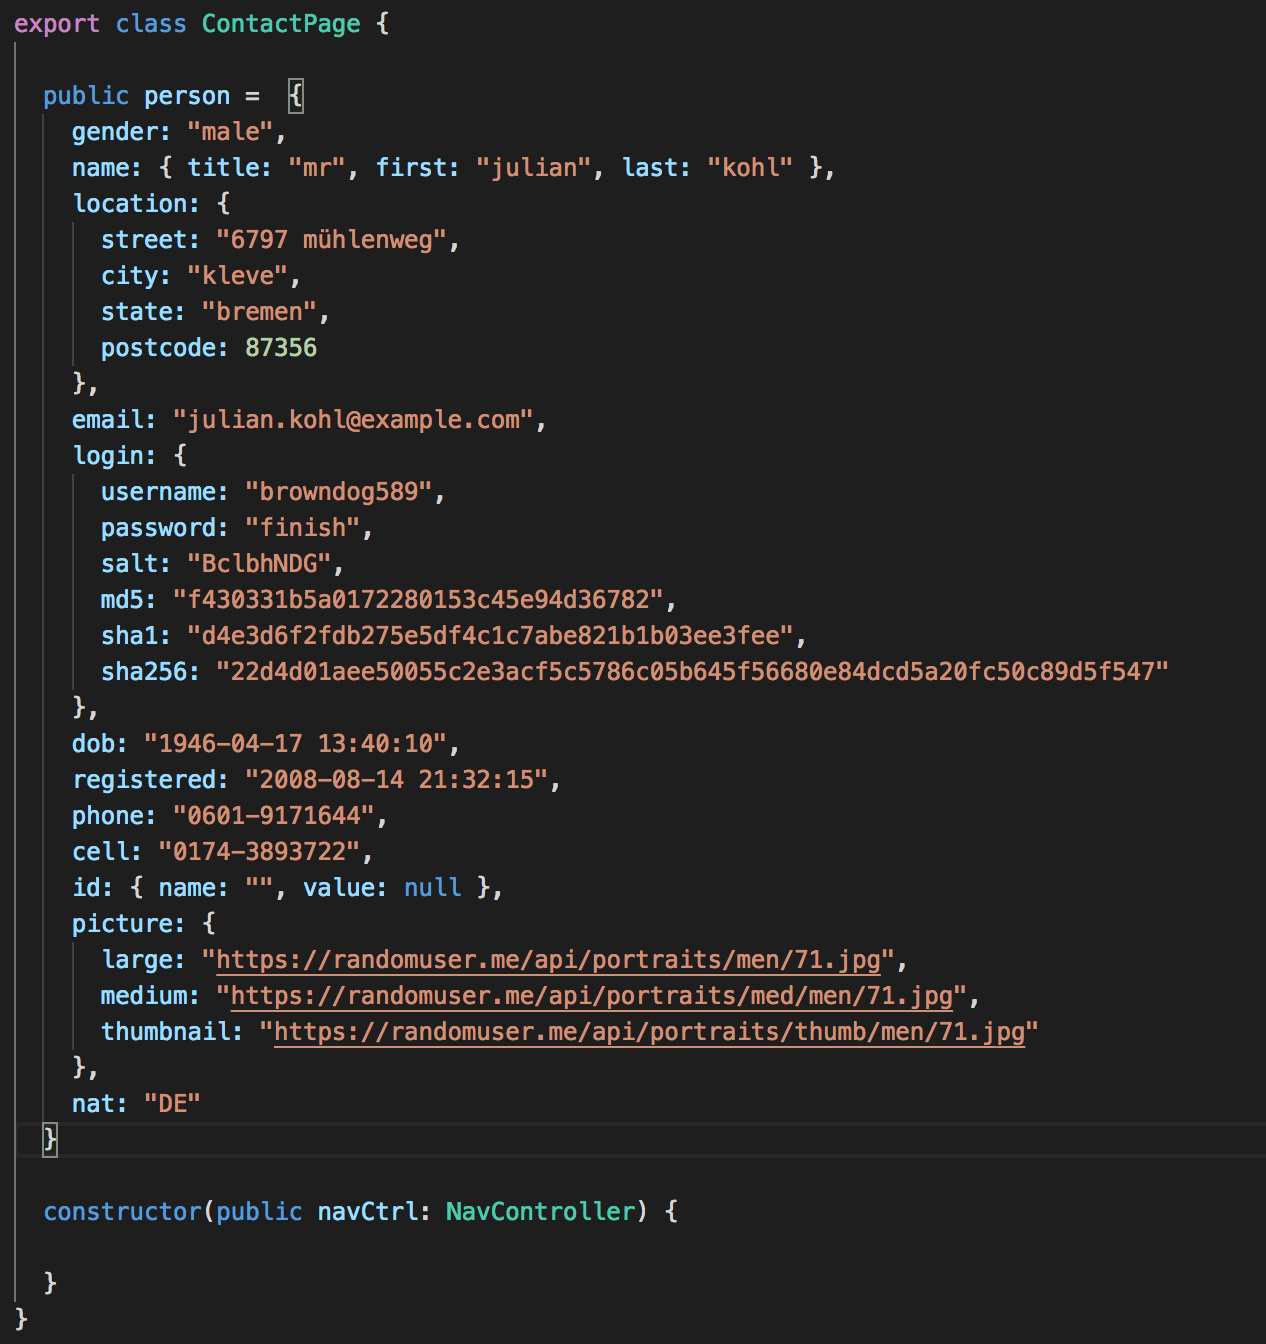 export class ContactPage {
public person =  {
gender: "male",
name: { title: "mr", first: "julian", last: "kohl" },
location: {
street: "6797 mühlenweg",
city: "kleve",
state: "bremen",
postcode: 87356
},
email: "julian.kohl@example.com",
login: {
username: "browndog589",
password: "finish",
salt: "BclbhNDG",
md5: "f430331b5a0172280153c45e94d36782",
sha1: "d4e3d6f2fdb275e5df4c1c7abe821b1b03ee3fee",
sha256: "22d4d01aee50055c2e3acf5c5786c05b645f56680e84dcd5a20fc50c89d5f547"
},
dob: "1946-04-17 13:40:10",
registered: "2008-08-14 21:32:15",
phone: "0601-9171644",
cell: "0174-3893722",
id: { name: "", value: null },
picture: {
large: "https://randomuser.me/api/portraits/men/71.jpg",
medium: "https://randomuser.me/api/portraits/med/men/71.jpg",
thumbnail: "https://randomuser.me/api/portraits/thumb/men/71.jpg"
},
nat: "DE"
}
constructor(public navCtrl: NavController) {
}
}